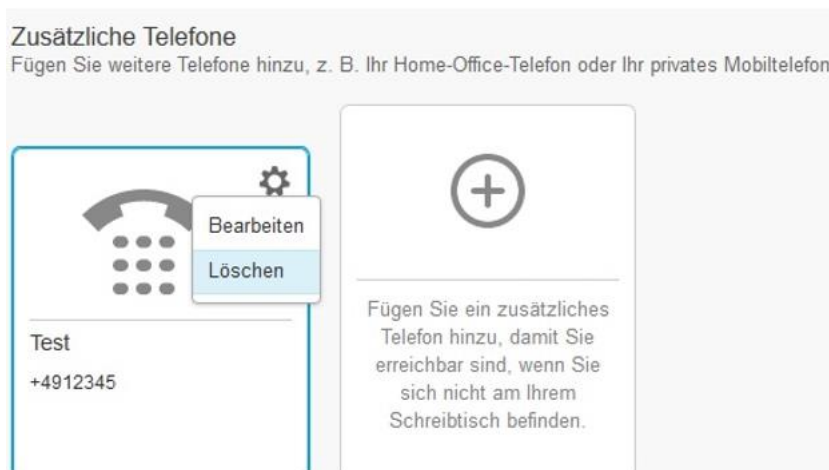 Zusätzliche Telefone
Fügen Sie weitere Telefone hinzu, z. B. Ihr Home-Office-Telefon oder Ihr privates Mobiltelefon
Bearbeiten
Löschen
Test
+4912345
Fügen Sie ein zusätzliches
Telefon hinzu, damit Sie
erreichbar sind, wenn Sie
sich nicht am Ihrem
Schreibtisch befinden.